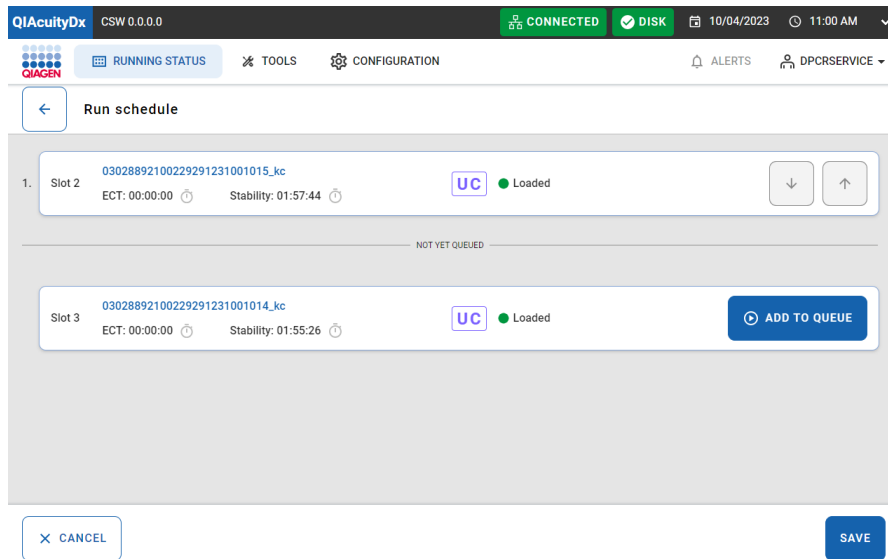 QIAcuityDx CSW 0.0.0.0 CONNECTED DISK 10/04/2023 11:00 AM
QIAGEN RUNNING STATUS TOOLS CONFIGURATION ALERTS DPCRSERVICE
Run schedule
03028892100229291231001015_kc
1. Slot 2 UC Loaded
ECT: 00:00:00 Stability: 01:57:44
NOT YET QUEUED
03028892100229291231001014_kc
Slot 3 UC Loaded ADD TO QUEUE
ECT: 00:00:00 Stability: 01:55:26
CANCEL SAVE